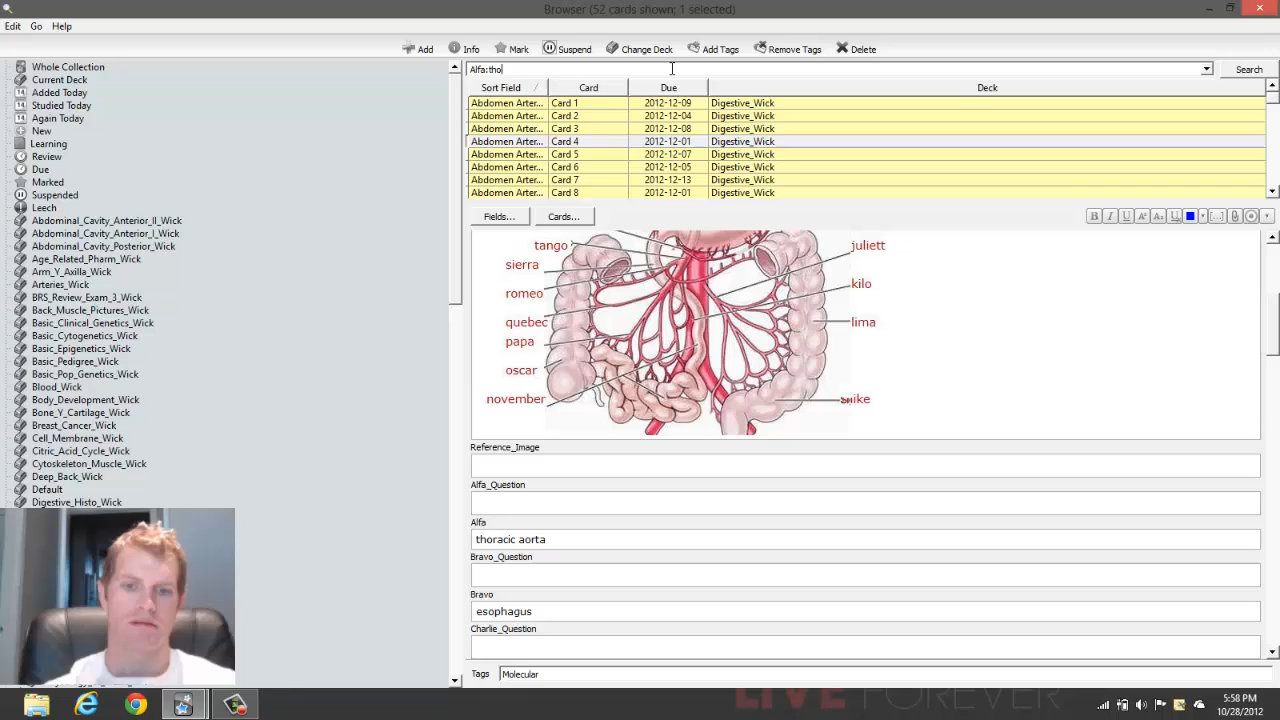 Browser (52 cards shown; 1 selected)
Edit Go Help
Add Info Mark Suspend Change Deck Add Tags Remove Tags Delete
Alfa:tho Search
Sort Field Card Due Deck
Abdomen Arter... Card 1 2012-12-09 Digestive_Wick
Abdomen Arter... Card 2 2012-12-04 Digestive_Wick
Abdomen Arter... Card 3 2012-12-08 Digestive_Wick
Abdomen Arter... Card 4 2012-12-01 Digestive_Wick
Abdomen Arter... Card 5 2012-12-07 Digestive_Wick
Abdomen Arter... Card 6 2012-12-05 Digestive_Wick
Abdomen Arter... Card 7 2012-12-13 Digestive_Wick
Abdomen Arter... Card 8 2012-12-01 Digestive_Wick
Whole Collection
Current Deck
Added Today
Studied Today
Again Today
New
Learning
Review
Due
Marked
Suspended
Leech
Abdominal_Cavity_Anterior_II_Wick
Abdominal_Cavity_Anterior_I_Wick
Abdominal_Cavity_Posterior_Wick
Age_Related_Pharm_Wick
Arm_Y_Axilla_Wick
Arteries_Wick
BRS_Review_Exam_3_Wick
Back_Muscle_Pictures_Wick
Basic_Clinical_Genetics_Wick
Basic_Cytogenetics_Wick
Basic_Epigenetics_Wick
Basic_Pedigree_Wick
Basic_Pop_Genetics_Wick
Blood_Wick
Body_Development_Wick
Bone_Y_Cartilage_Wick
Breast_Cancer_Wick
Cell_Membrane_Wick
Citric_Acid_Cycle_Wick
Cytoskeleton_Muscle_Wick
Deep_Back_Wick
Default
Digestive_Histo_Wick
Fields... Cards...
tango juliett
sierra
romeo kilo
quebec lima
papa
oscar
november mike
Reference_Image
Alfa_Question
Alfa
thoracic aorta
Bravo_Question
Bravo
esophagus
Charlie_Question
Tags Molecular
LIVE FOREVER
5:58 PM
10/28/2012